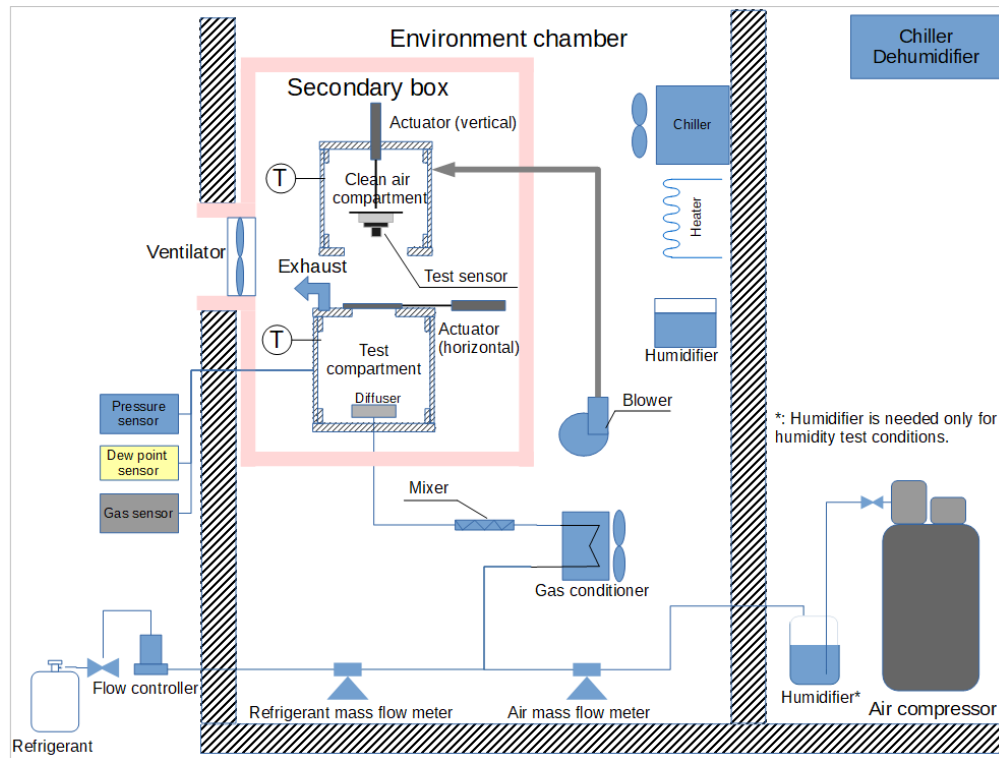 Environment chamber
Chiller
Dehumidifier
Secondary box
Actuator (vertical)
Chiller
T
Clean air
compartment
Heater
Ventilator
Exhaust
Test sensor
T
Actuator
(horizontal)
Test
compartment
Humidifier
Diffuser
Blower
Pressure
sensor
*: Humidifier is needed only for
humidity test conditions.
Dew point
sensor
Mixer
Gas sensor
Gas conditioner
Flow controller
Refrigerant mass flow meter
Air mass flow meter
Humidifier*
Air compressor
Refrigerant